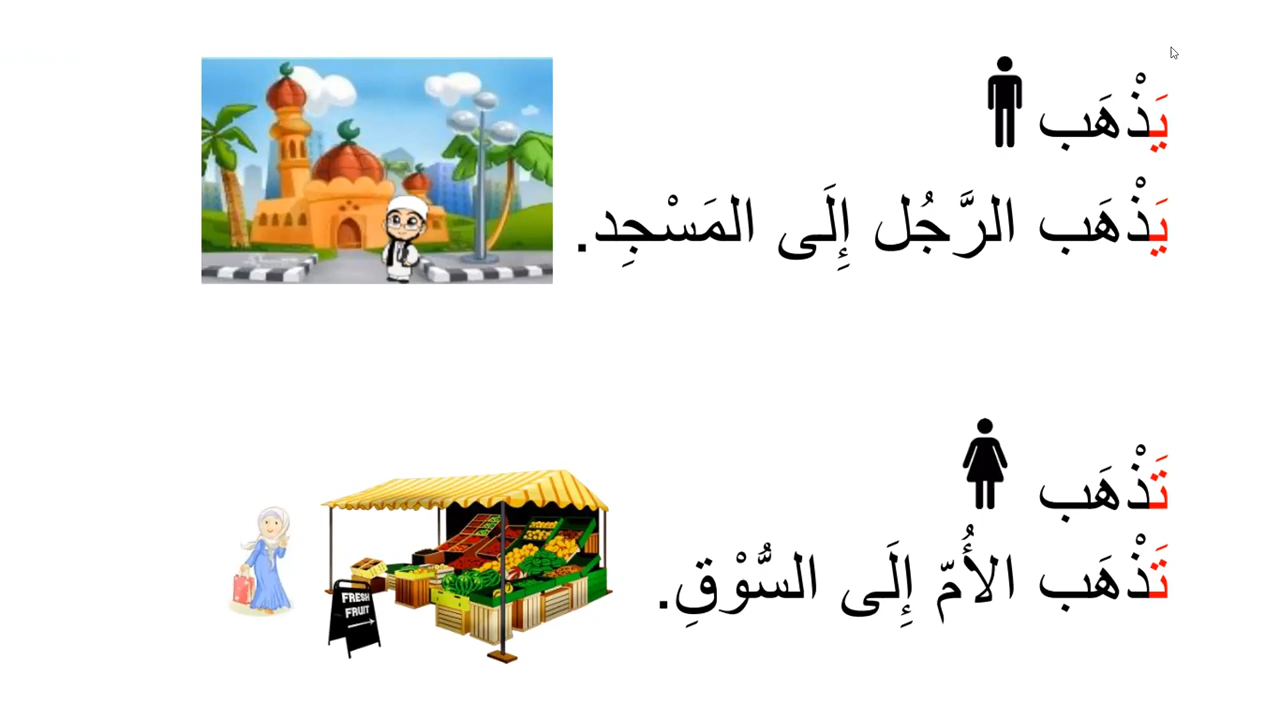 يَذْهَب
يَذْهَب الرَّجُل إِلَى المَسْجِد.
تَذْهَب
تَذْهَب الأُمّ إِلَى السُّوْقِ.
FRESH
FRUIT